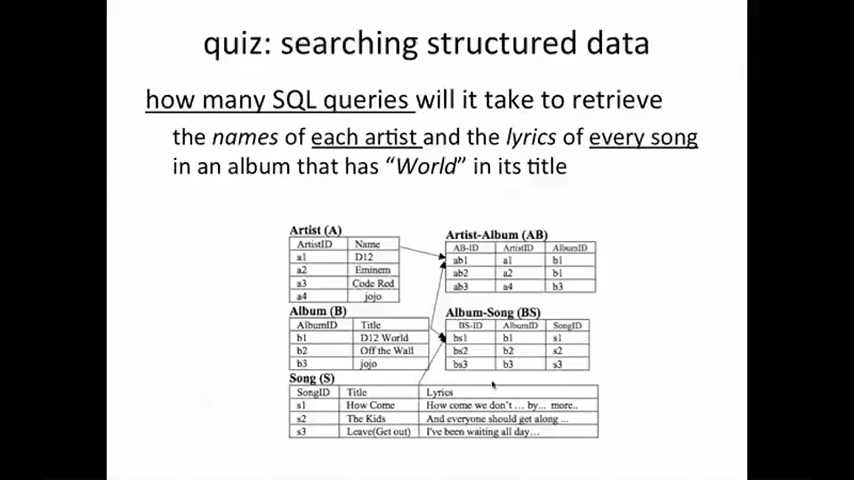 quiz: searching structured data
how many SQL queries will it take to retrieve
the names of each artist and the lyrics of every song
in an album that has “World” in its title
Artist (A)
ArtistID Name
a1 D12
a2 Eminem
a3 Code Red
a4 jojo
Artist-Album (AB)
AB-ID ArtistID AlbumID
ab1 a1 b1
ab2 a2 b1
ab3 a4 b3
Album (B)
AlbumID Title
b1 D12 World
b2 Off the Wall
b3 jojo
Album-Song (BS)
BS-ID AlbumID SongID
bs1 b1 s1
bs2 b2 s2
bs3 b3 s3
Song (S)
SongID Title Lyrics
s1 How Come How come we don't ... by... more..
s2 The Kids And everyone should get along ...
s3 Leave(Get out) I've been waiting all day...